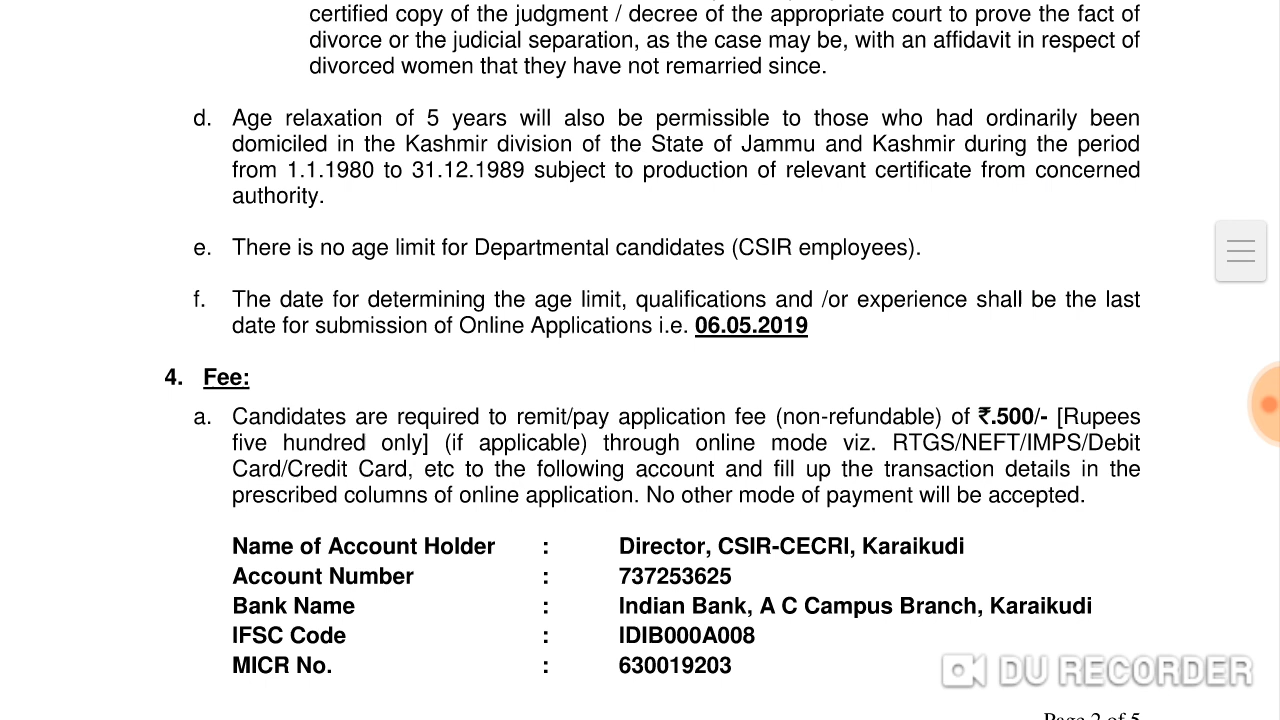 certified copy of the judgment / decree of the appropriate court to prove the fact of
divorce or the judicial separation, as the case may be, with an affidavit in respect of
divorced women that they have not remarried since.
d. Age relaxation of 5 years will also be permissible to those who had ordinarily been
domiciled in the Kashmir division of the State of Jammu and Kashmir during the period
from 1.1.1980 to 31.12.1989 subject to production of relevant certificate from concerned
authority.
e. There is no age limit for Departmental candidates (CSIR employees).
f. The date for determining the age limit, qualifications and /or experience shall be the last
date for submission of Online Applications i.e. 06.05.2019
4. Fee:
a. Candidates are required to remit/pay application fee (non-refundable) of ₹.500/- [Rupees
five hundred only] (if applicable) through online mode viz. RTGS/NEFT/IMPS/Debit
Card/Credit Card, etc to the following account and fill up the transaction details in the
prescribed columns of online application. No other mode of payment will be accepted.
Name of Account Holder : Director, CSIR-CECRI, Karaikudi
Account Number : 737253625
Bank Name : Indian Bank, A C Campus Branch, Karaikudi
IFSC Code : IDIB000A008
MICR No. : 630019203
DU RECORDER
Page 2 of 5